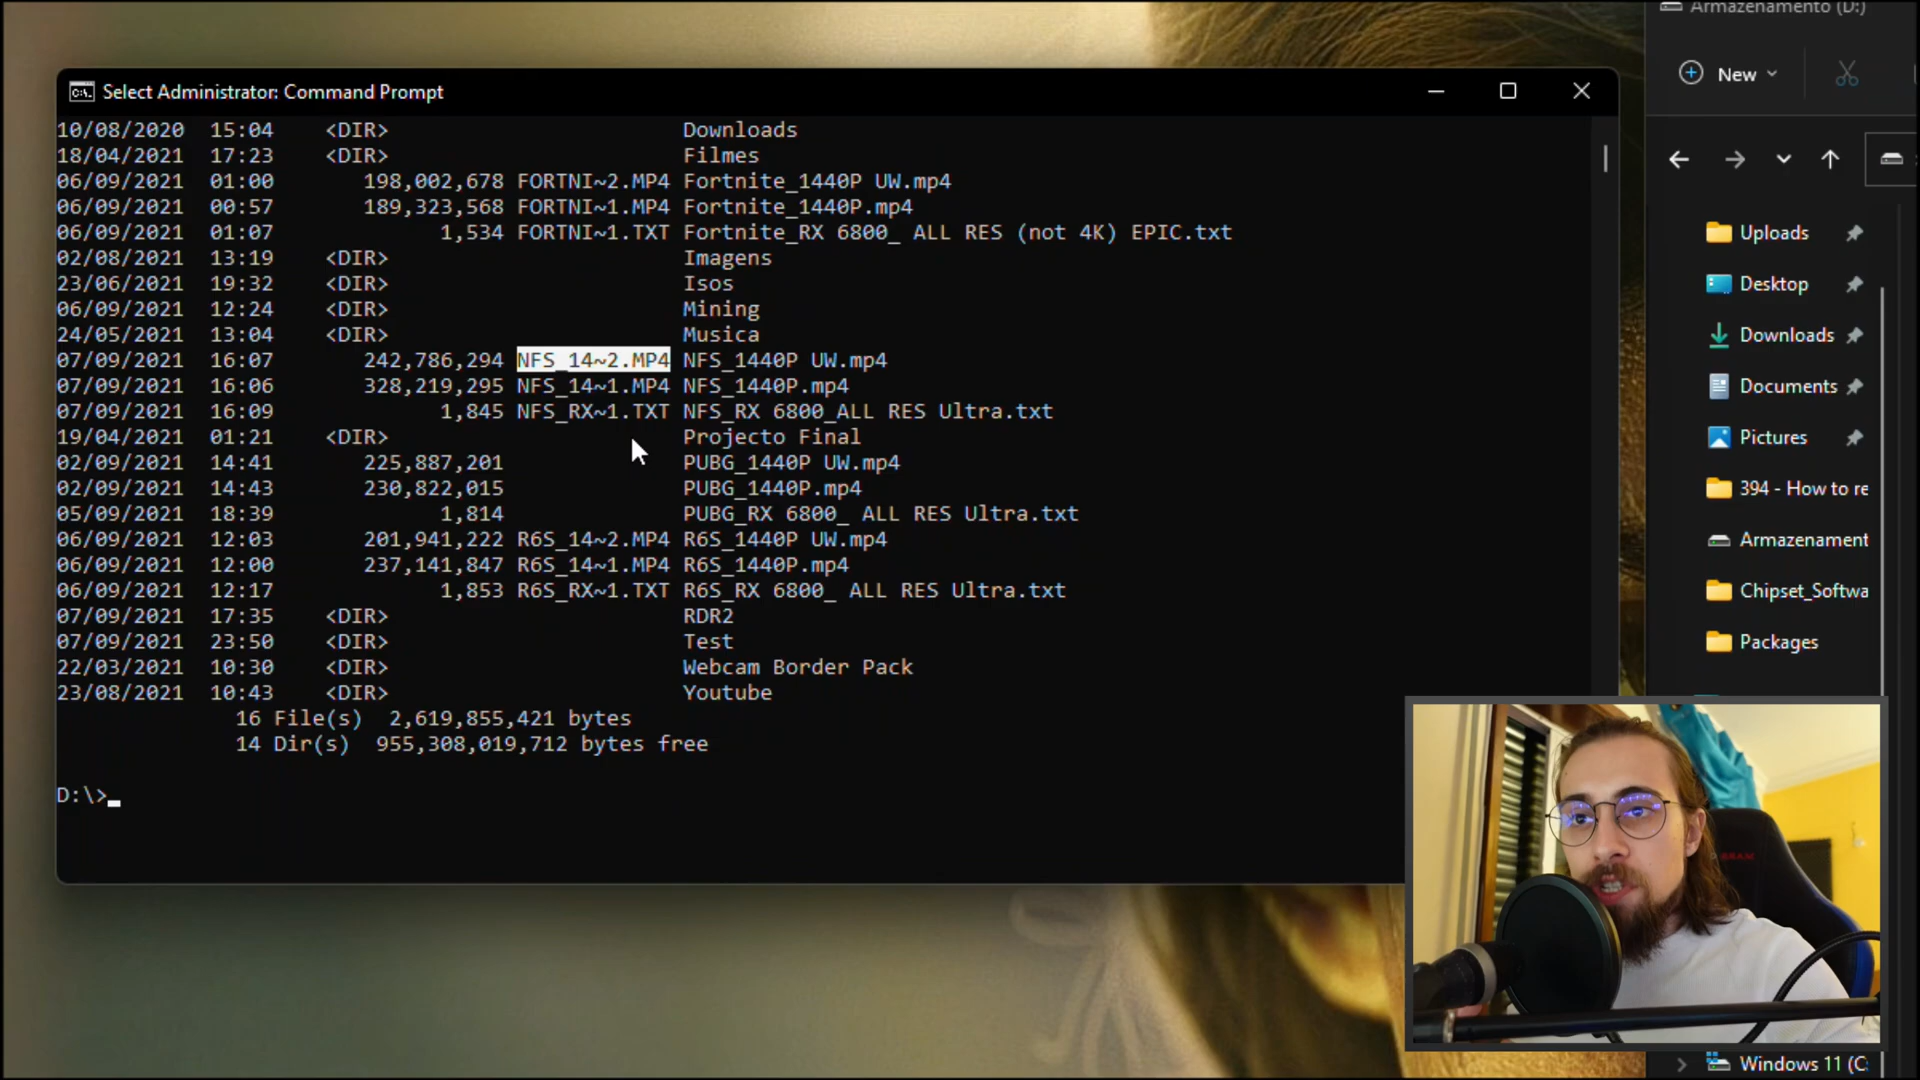 Armazenamento (D:)
Select Administrator: Command Prompt
New
10/08/2020 15:04 <DIR> Downloads
18/04/2021 17:23 <DIR> Filmes
06/09/2021 01:00 198,002,678 FORTNI~2.MP4 Fortnite_1440P UW.mp4
06/09/2021 00:57 189,323,568 FORTNI~1.MP4 Fortnite_1440P.mp4
06/09/2021 01:07 1,534 FORTNI~1.TXT Fortnite_RX 6800_ ALL RES (not 4K) EPIC.txt
02/08/2021 13:19 <DIR> Imagens
23/06/2021 19:32 <DIR> Isos
06/09/2021 12:24 <DIR> Mining
24/05/2021 13:04 <DIR> Musica
07/09/2021 16:07 242,786,294 NFS_14~2.MP4 NFS_1440P UW.mp4
07/09/2021 16:06 328,219,295 NFS_14~1.MP4 NFS_1440P.mp4
07/09/2021 16:09 1,845 NFS_RX~1.TXT NFS_RX 6800_ALL RES Ultra.txt
19/04/2021 01:21 <DIR> Projecto Final
02/09/2021 14:41 225,887,201 PUBG_1440P UW.mp4
02/09/2021 14:43 230,822,015 PUBG_1440P.mp4
05/09/2021 18:39 1,814 PUBG_RX 6800_ ALL RES Ultra.txt
06/09/2021 12:03 201,941,222 R6S_14~2.MP4 R6S_1440P UW.mp4
06/09/2021 12:00 237,141,847 R6S_14~1.MP4 R6S_1440P.mp4
06/09/2021 12:17 1,853 R6S_RX~1.TXT R6S_RX 6800_ ALL RES Ultra.txt
07/09/2021 17:35 <DIR> RDR2
07/09/2021 23:50 <DIR> Test
22/03/2021 10:30 <DIR> Webcam Border Pack
23/08/2021 10:43 <DIR> Youtube
16 File(s) 2,619,855,421 bytes
14 Dir(s) 955,308,019,712 bytes free
D:\>
Uploads
Desktop
Downloads
Documents
Pictures
394 - How to re
Armazenament
Chipset_Softwa
Packages
Windows 11 (C